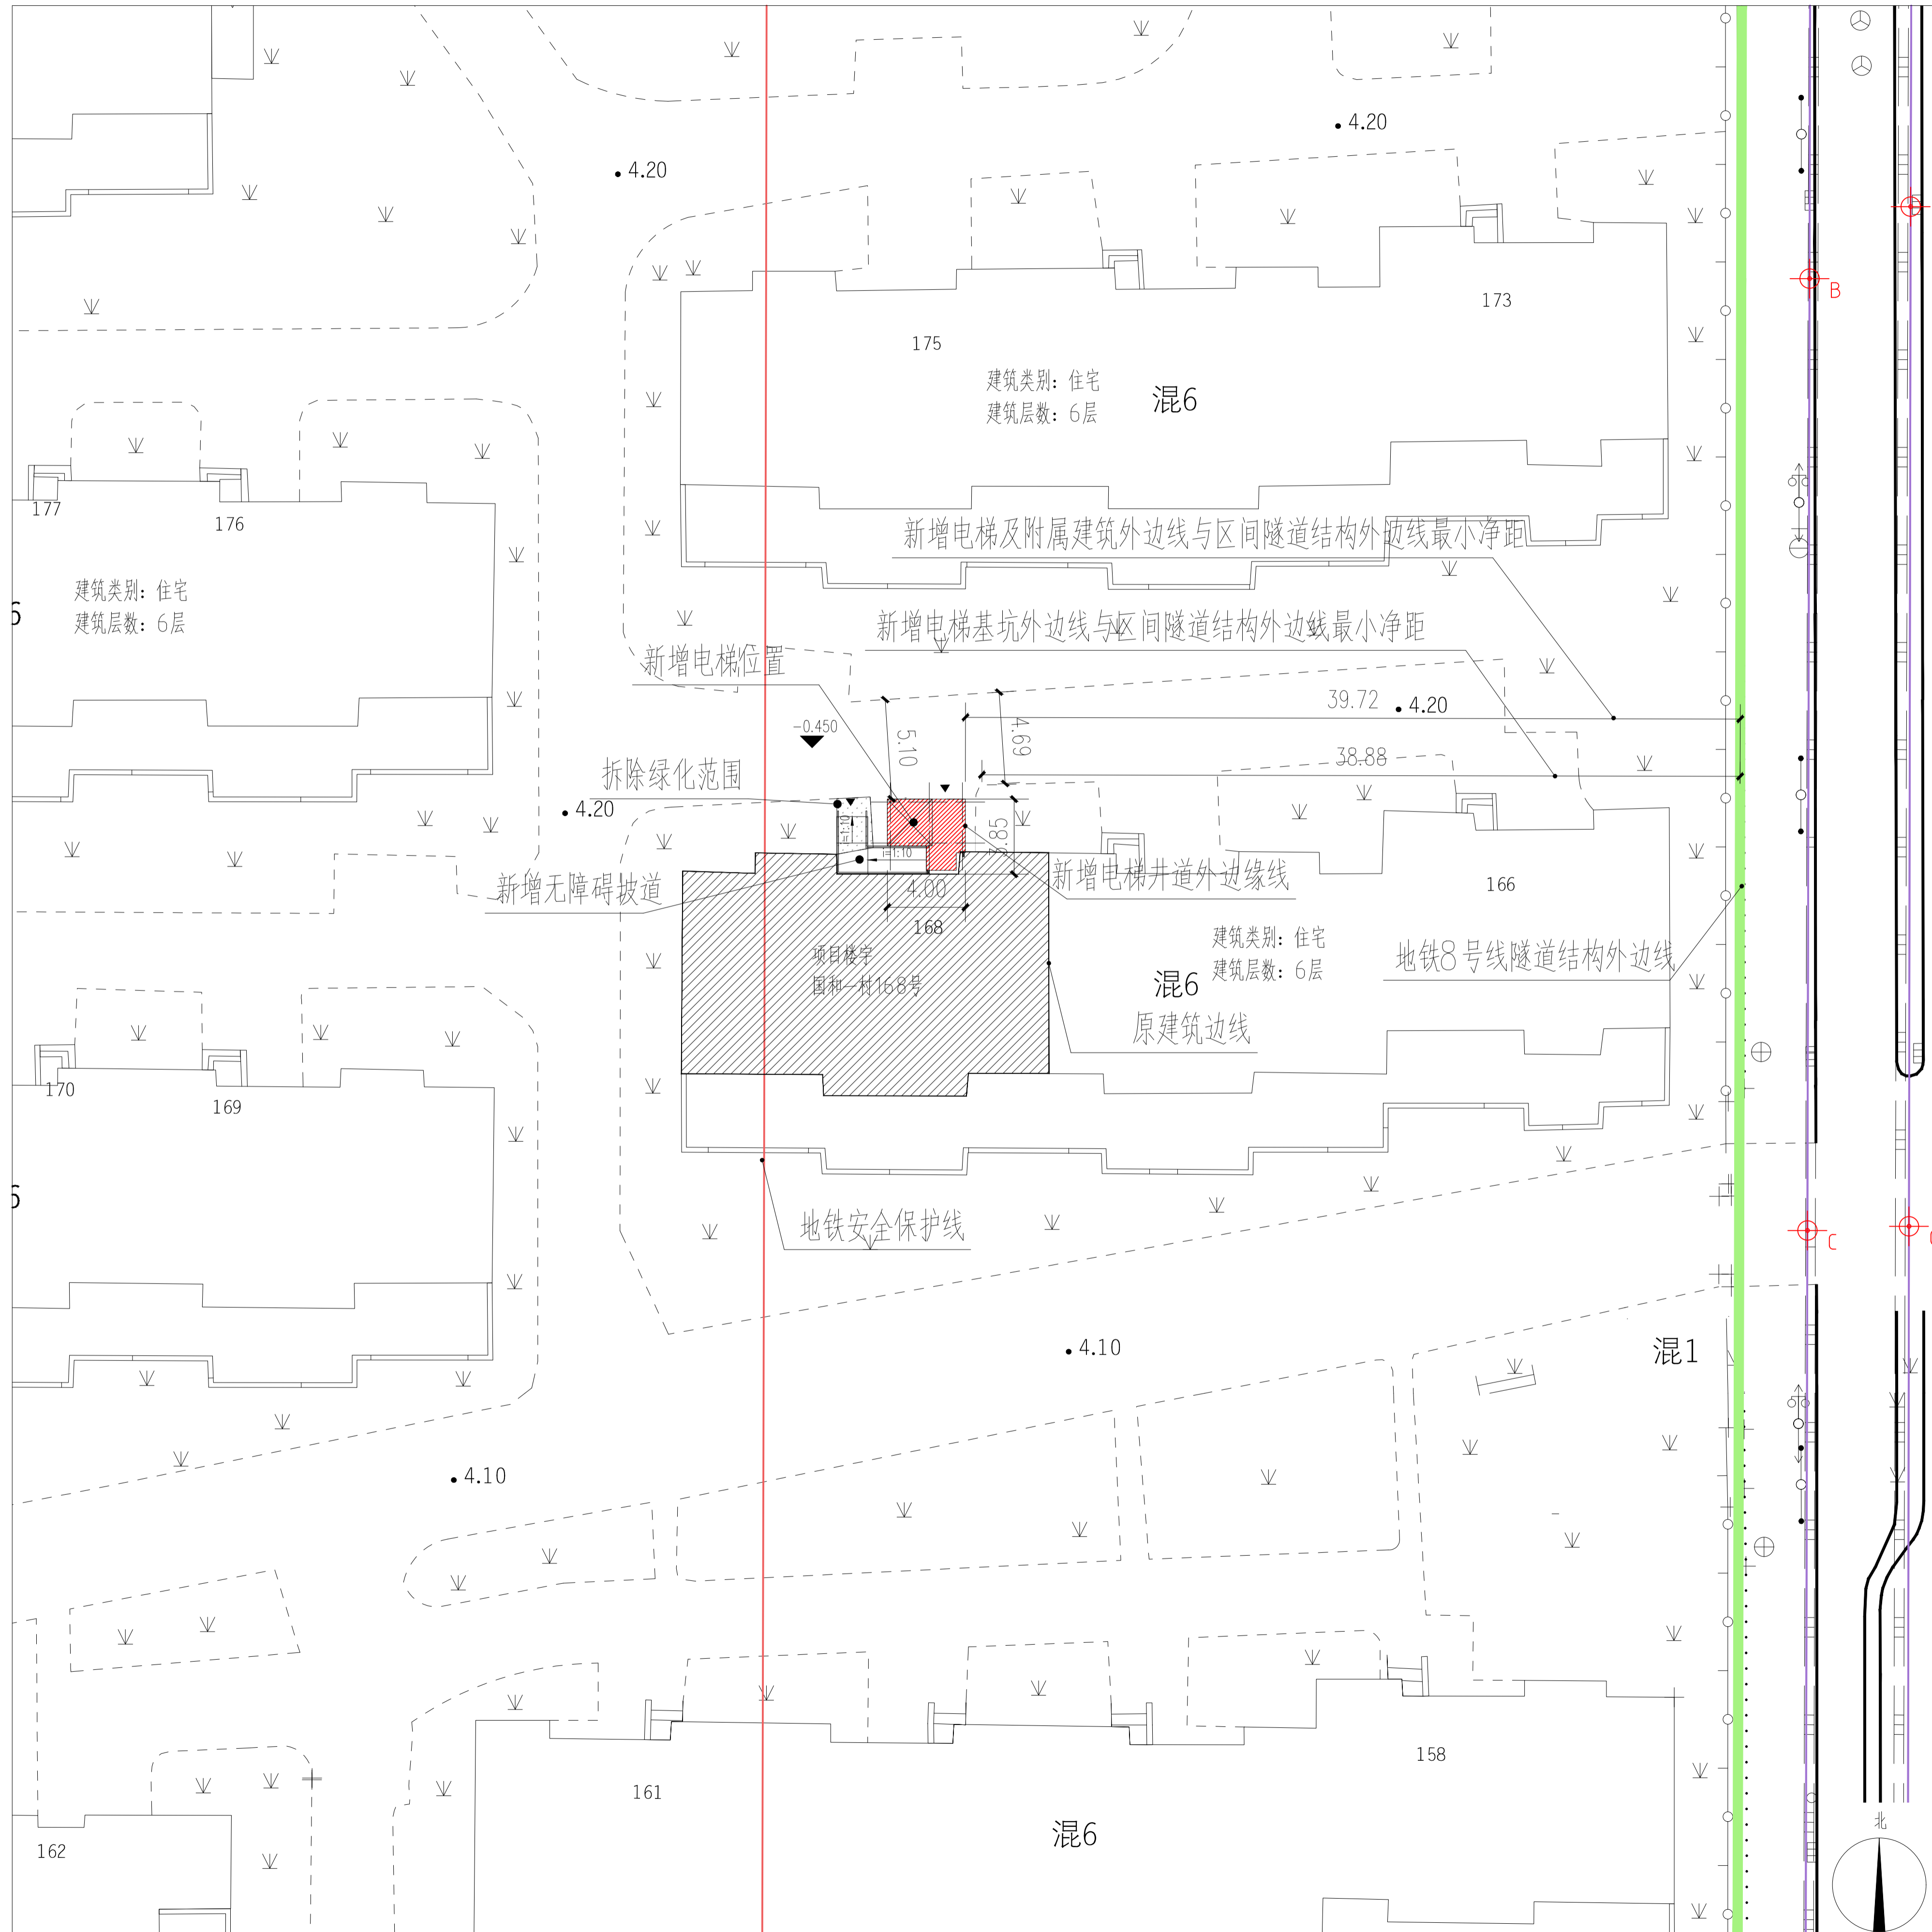 4.20
4.20
B
173
175
建筑类别：住宅
建筑层数：6层
混6
177
176
新增电梯及附属建筑外边线与区间隧道结构外边线最小净距
建筑类别：住宅
建筑层数：6层
6
新增电梯基坑外边线与区间隧道结构外边线最小净距
新增电梯位置
39.72
4.20
-0.450
5.10
4.69
38.88
拆除绿化范围
4.20
i=1:10
3.85
i=1:10
新增无障碍坡道
4.00
新增电梯井道外边缘线
166
168
项目楼宇
国和一村168号
建筑类别：住宅
建筑层数：6层
混6
地铁8号线隧道结构外边线
原建筑边线
170
169
6
地铁安全保护线
C
4.10
混1
4.10
158
161
混6
162
北